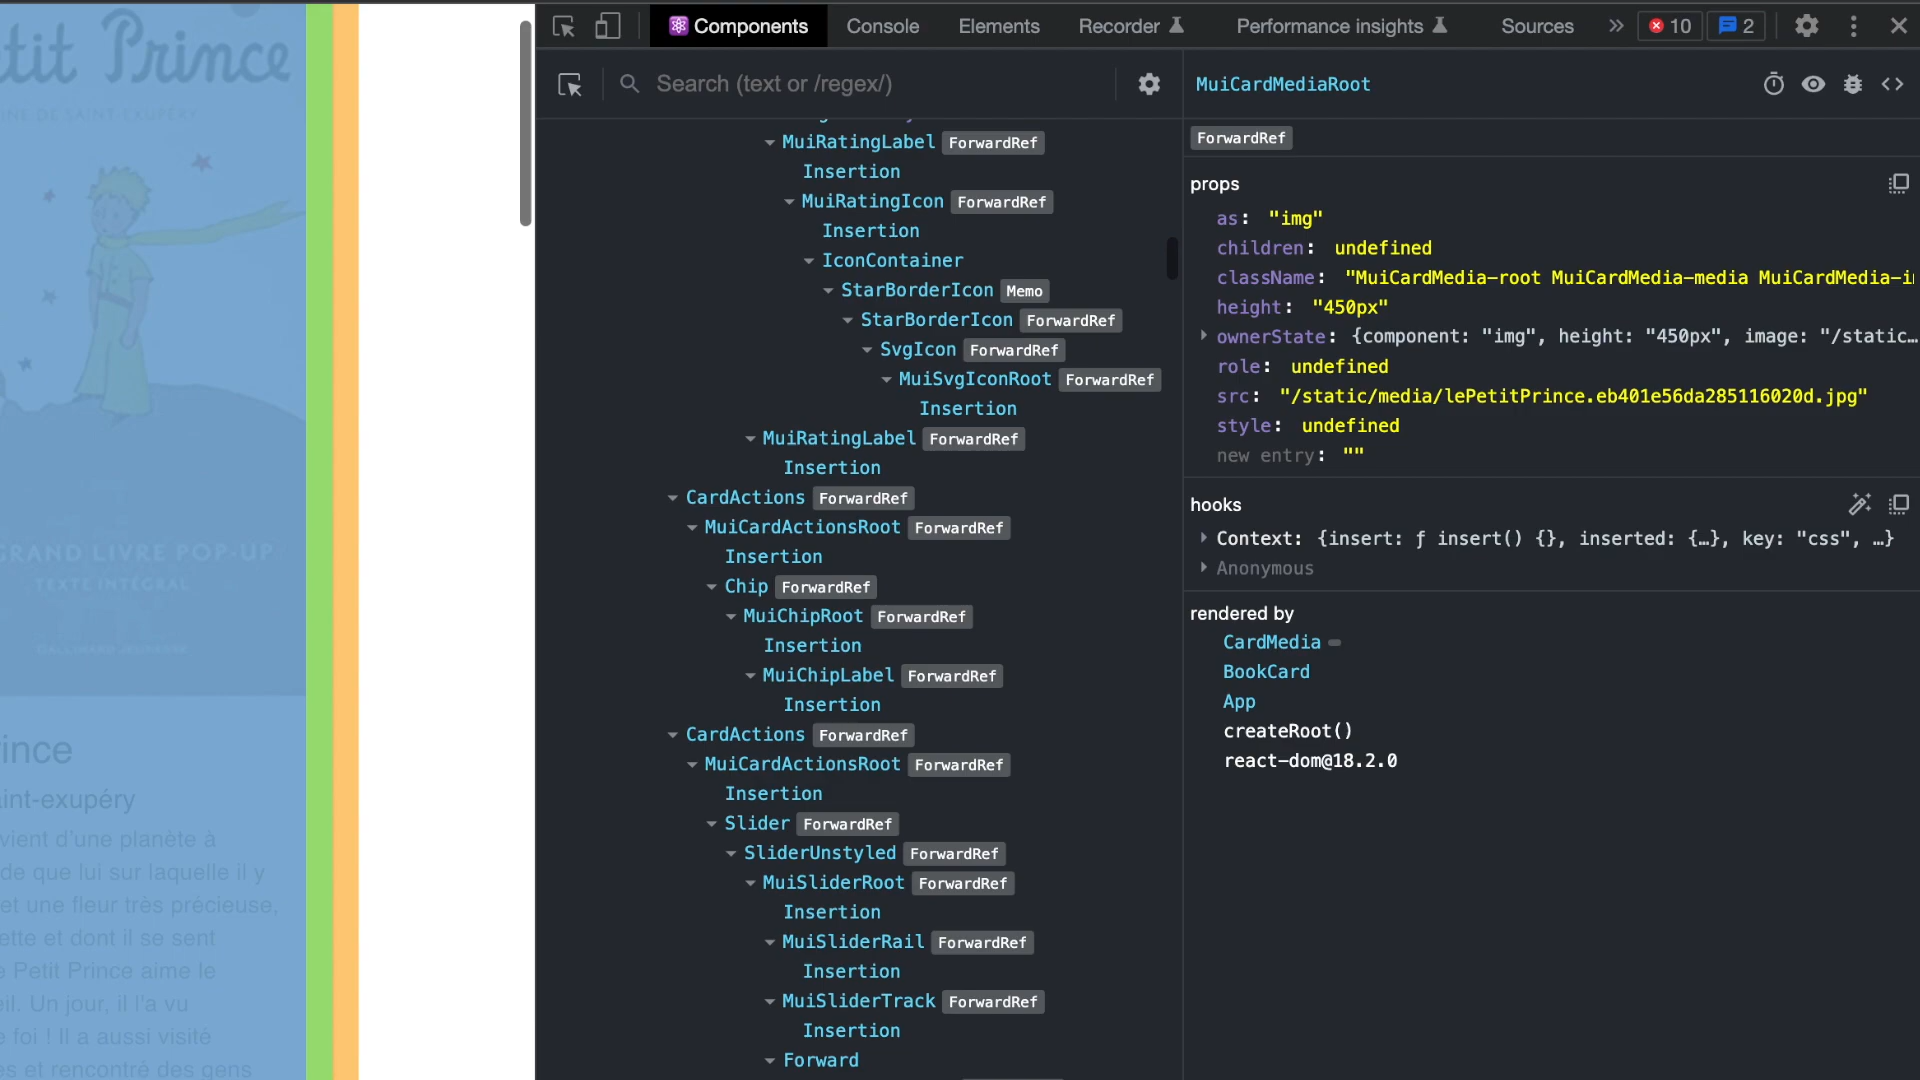 Components
Console
Elements
Recorder
Performance insights
Sources
10
2
Search (text or /regex/)
MuiRatingLabel ForwardRef
Insertion
MuiRatingIcon ForwardRef
Insertion
IconContainer
StarBorderIcon Memo
StarBorderIcon ForwardRef
SvgIcon ForwardRef
MuiSvgIconRoot ForwardRef
Insertion
MuiRatingLabel ForwardRef
Insertion
CardActions ForwardRef
MuiCardActionsRoot ForwardRef
Insertion
Chip ForwardRef
MuiChipRoot ForwardRef
Insertion
MuiChipLabel ForwardRef
Insertion
CardActions ForwardRef
MuiCardActionsRoot ForwardRef
Insertion
Slider ForwardRef
SliderUnstyled ForwardRef
MuiSliderRoot ForwardRef
Insertion
MuiSliderRail ForwardRef
Insertion
MuiSliderTrack ForwardRef
Insertion
Forward
MuiCardMediaRoot
ForwardRef
props
as: "img"
children: undefined
className: "MuiCardMedia-root MuiCardMedia-media MuiCardMedia-i
height: "450px"
ownerState: {component: "img", height: "450px", image: "/static…
role: undefined
src: "/static/media/lePetitPrince.eb401e56da285116020d.jpg"
style: undefined
new entry: ""
hooks
Context: {insert: ƒ insert() {}, inserted: {…}, key: "css", …}
Anonymous
rendered by
CardMedia
BookCard
App
createRoot()
react-dom@18.2.0
tit Prince
INE DE SAINT-EXUPÉRY
GRAND LIVRE POP-UP
TEXTE INTÉGRAL
GALLIMARD JEUNESSE
ince
int-exupéry
vient d'une planète à
de que lui sur laquelle il y
et une fleur très précieuse,
ette et dont il se sent
e Petit Prince aime le
eil. Un jour, il l'a vu
e foi ! Il a aussi visité
es et rencontré des gens